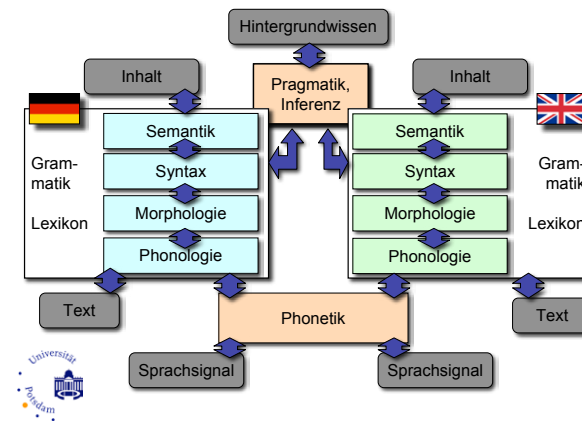 Hintergrundwissen
Inhalt
Pragmatik,
Inferenz
Inhalt
Semantik
Syntax
Morphologie
Phonologie
Gram-
matik
Lexikon
Semantik
Syntax
Morphologie
Phonologie
Gram-
matik
Lexikon
Text
Phonetik
Text
Sprachsignal
Sprachsignal
Universität
Potsdam